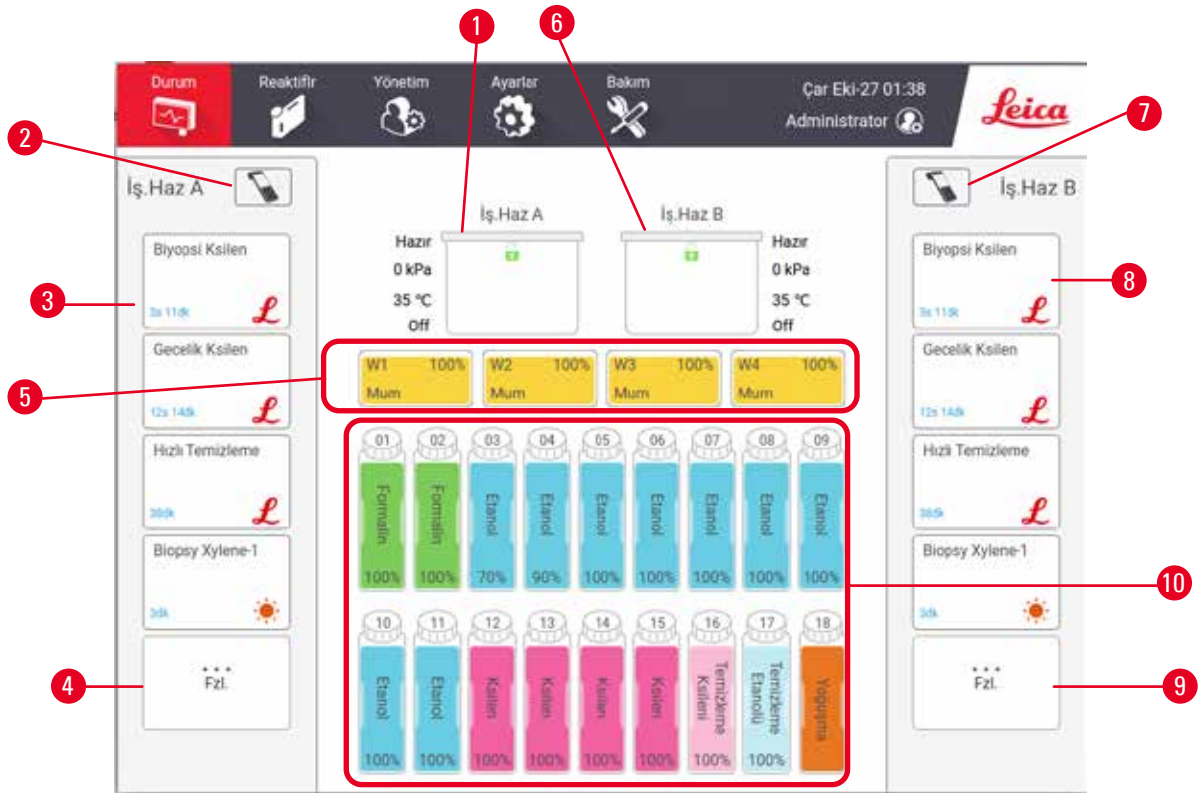 1
6
Durum
Reaktiflr
Yönetim
Ayarlar
Bakım
Çar Eki-27 01:38
Administrator
Leica
2
7
İş.Haz A
İş.Haz B
İş.Haz A
İş.Haz B
Hazır
0 kPa
35 °C
Off
Hazır
0 kPa
35 °C
Off
3
Biyopsi Ksilen
3s 11dk
Gecelik Ksilen
12s 14dk
Hızlı Temizleme
38dk
Biopsy Xylene-1
3dk
4
...
Fzl.
5
W1 100%
Mum
W2 100%
Mum
W3 100%
Mum
W4 100%
Mum
01
Formalin
100%
02
Formalin
100%
03
Etanol
70%
04
Etanol
90%
05
Etanol
100%
06
Etanol
100%
07
Etanol
100%
08
Etanol
100%
09
Etanol
100%
10
Etanol
100%
11
Etanol
100%
12
Ksilen
100%
13
Ksilen
100%
14
Ksilen
100%
15
Ksilen
100%
16
Temizleme
Ksileni
100%
17
Temizleme
Etanolü
100%
18
Yoğuşma
Biyopsi Ksilen
3s 11dk
8
Gecelik Ksilen
12s 14dk
Hızlı Temizleme
38dk
Biopsy Xylene-1
3dk
10
...
Fzl.
9